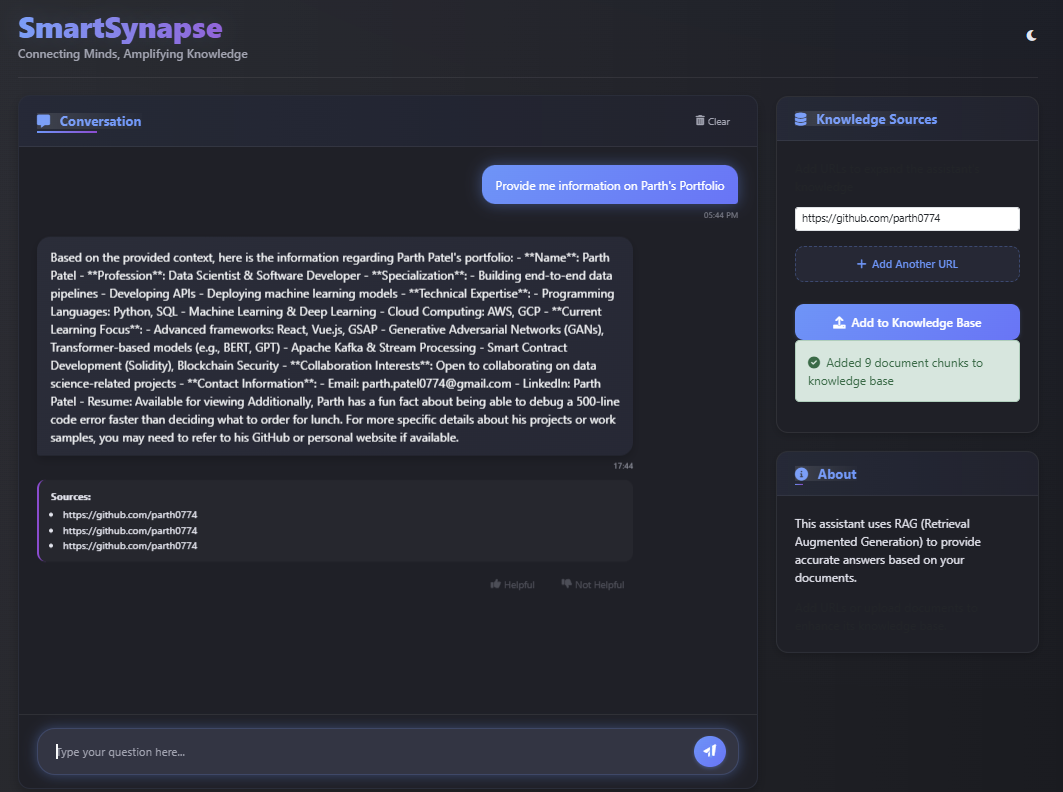 SmartSynapse
Connecting Minds, Amplifying Knowledge
Conversation
Clear
Provide me information on Parth's Portfolio
05:44 PM
Based on the provided context, here is the information regarding Parth Patel's portfolio: - **Name**: Parth
Patel - **Profession**: Data Scientist & Software Developer - **Specialization**: - Building end-to-end data
pipelines - Developing APIs - Deploying machine learning models - **Technical Expertise**: - Programming
Languages: Python, SQL - Machine Learning & Deep Learning - Cloud Computing: AWS, GCP - **Current
Learning Focus**: - Advanced frameworks: React, Vue.js, GSAP - Generative Adversarial Networks (GANs),
Transformer-based models (e.g., BERT, GPT) - Apache Kafka & Stream Processing - Smart Contract
Development (Solidity), Blockchain Security - **Collaboration Interests**: Open to collaborating on data
science-related projects - **Contact Information**: - Email: parth.patel0774@gmail.com - LinkedIn: Parth
Patel - Resume: Available for viewing Additionally, Parth has a fun fact about being able to debug a 500-line
code error faster than deciding what to order for lunch. For more specific details about his projects or work
samples, you may need to refer to his GitHub or personal website if available.
17:44
Sources:
• https://github.com/parth0774
• https://github.com/parth0774
• https://github.com/parth0774
Helpful
Not Helpful
Type your question here...
Knowledge Sources
https://github.com/parth0774
+ Add Another URL
Add to Knowledge Base
Added 9 document chunks to
knowledge base
About
This assistant uses RAG (Retrieval
Augmented Generation) to provide
accurate answers based on your
documents.